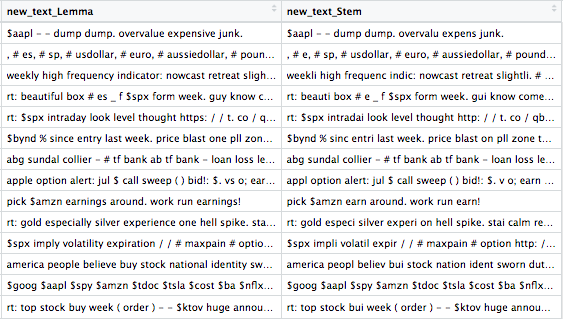 new_text_Lemma new_text_Stem
$aapl - - dump dump. overvalue expensive junk. $aapl - - dump dump. overvalu expens junk.
, # es, # sp, # usdollar, # euro, # aussiedollar, # poun... , # e, # sp, # usdollar, # euro, # aussiedollar, # pound...
weekly high frequency indicator: nowcast retreat sligh... weekli high frequenc indic: nowcast retreat slightli. # ...
rt: beautiful box # es _ f $spx form week. guy know c... rt: beauti box # e _ f $spx form week. gui know come...
rt: $spx intraday look level thought https: / / t. co / q... rt: $spx intradai look level thought http: / / t. co / qb...
$bynd % since entry last week. price blast one pll zon... $bynd % sinc entri last week. price blast on pll zone t...
abg sundal collier - # tf bank ab tf bank - loan loss le... abg sundal collier - # tf bank ab tf bank - loan loss le...
apple option alert: jul $ call sweep ( ) bid!: $. vs o; ear... appl option alert: jul $ call sweep ( ) bid!: $. v o; earn ...
pick $amzn earnings around. work run earnings! pick $amzn earn around. work run earn!
rt: gold especially silver experience one hell spike. sta... rt: gold especi silver experi on hell spike. stai calm re...
$spx imply volatility expiration / / # maxpain # optio... $spx impli volatil expir / / # maxpain # option http: /...
america people believe buy stock national identity sw... america peopl believ bui stock nation ident sworn dut...
$goog $aapl $spy $amzn $tdoc $tsla $cost $ba $nflx... $goog $aapl $spy $amzn $tdoc $tsla $cost $ba $nflx...
rt: top stock buy week ( order ) - - $ktov huge annou... rt: top stock bui week ( order ) - - $ktov huge annou...